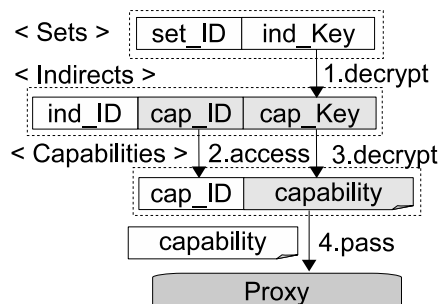 < Sets > set_ID ind_Key
< Indirects > 1.decrypt
ind_ID cap_ID cap_Key
< Capabilities > 2.access 3.decrypt
cap_ID capability
capability 4.pass
Proxy